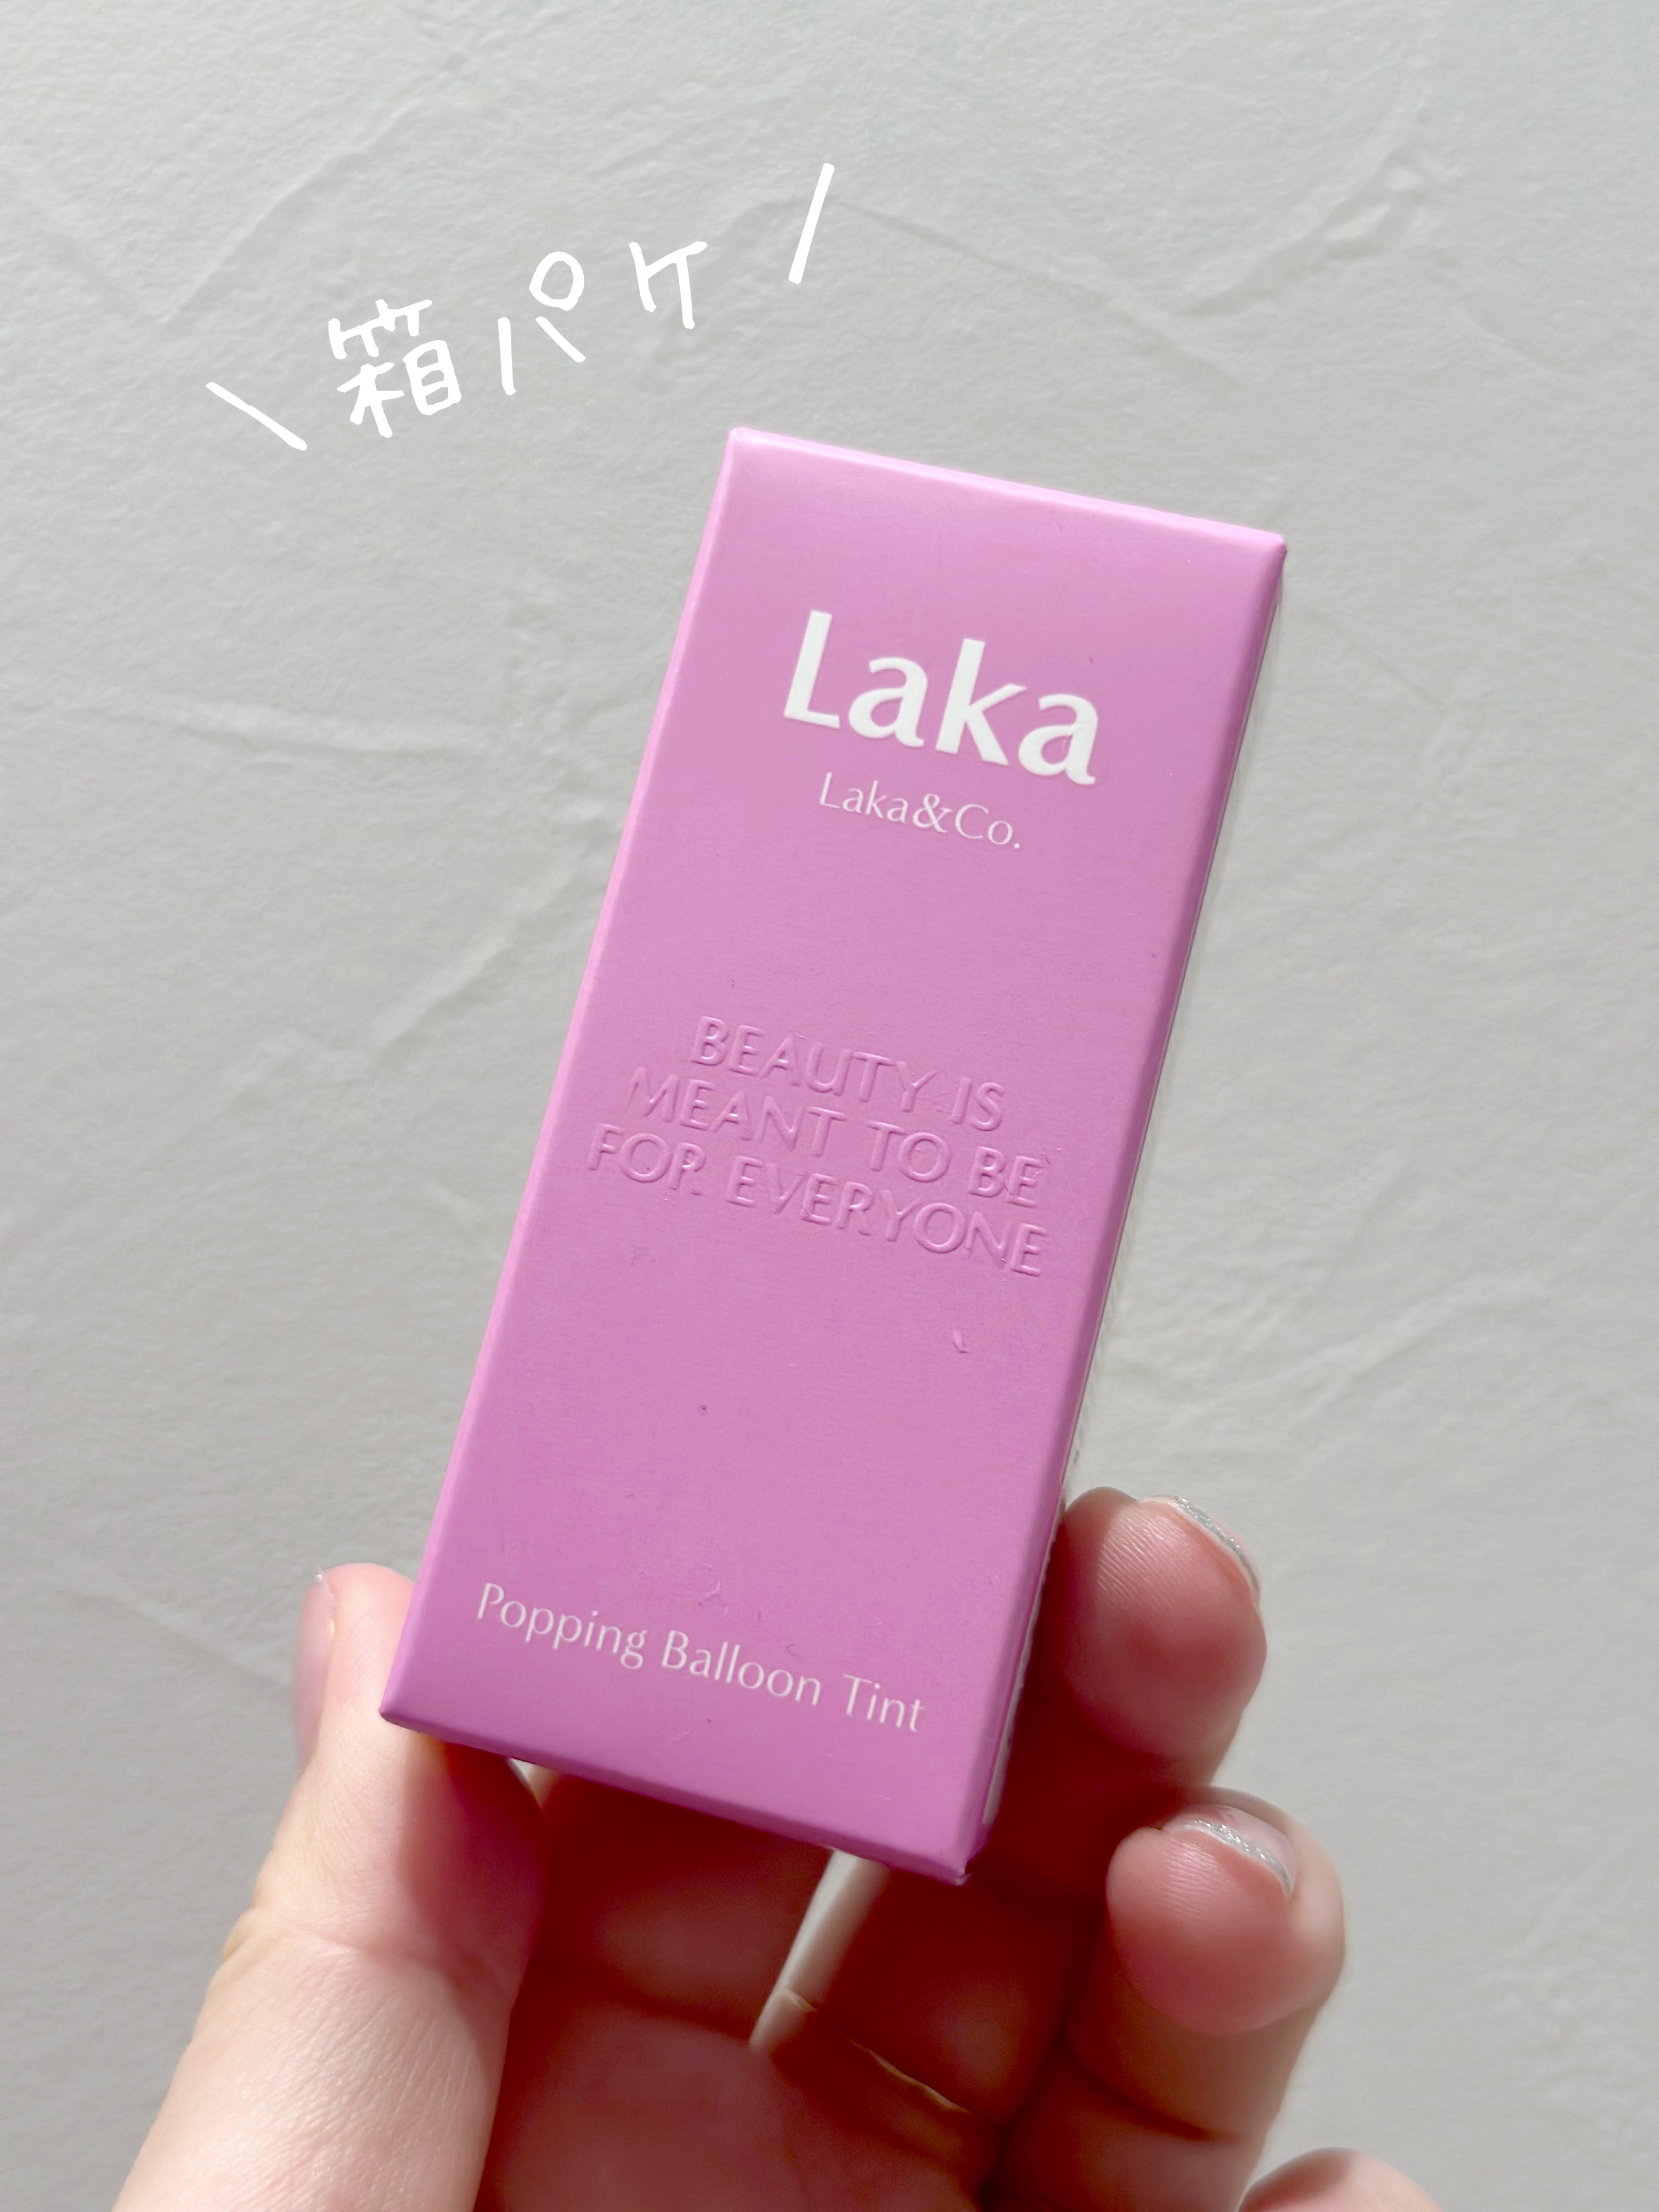 \箱パケ/
Laka
Laka&Co.
BEAUTY IS
MEANT TO BE
FOR EVERYONE
Popping Balloon Tint